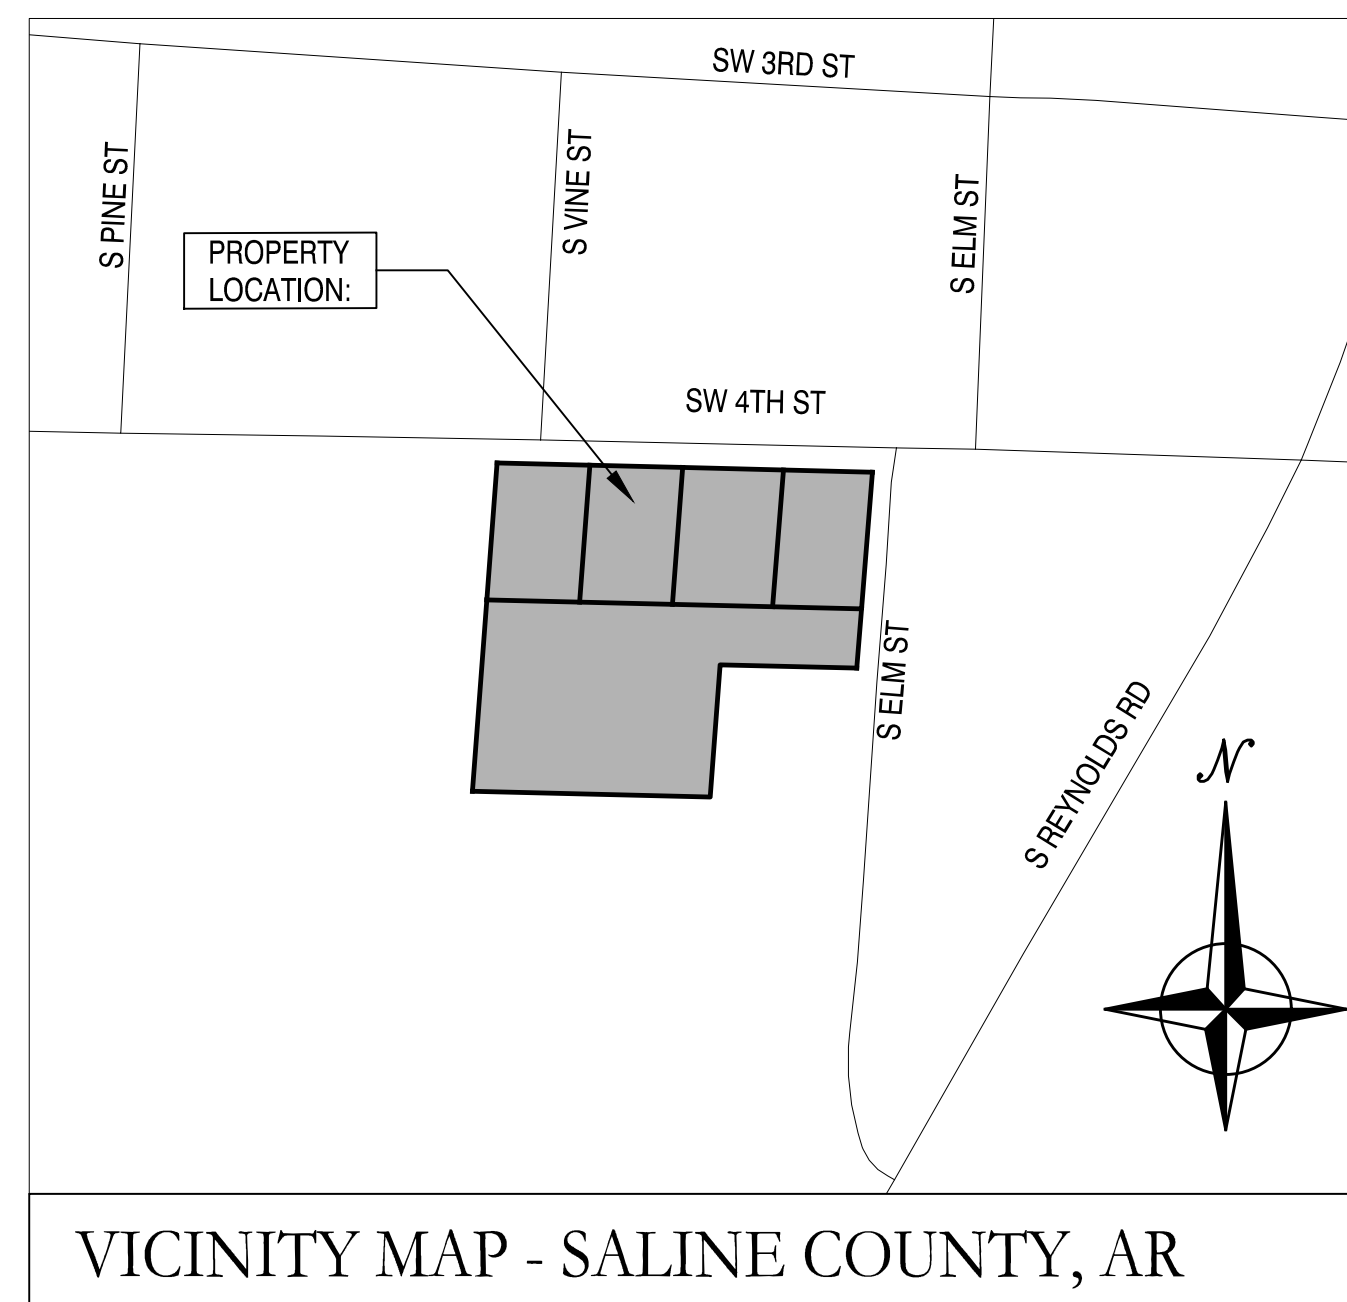 SW 3RD ST
S PINE ST
S VINE ST
S ELM ST
PROPERTY
LOCATION:
SW 4TH ST
S ELM ST
S REYNOLDS RD
N
VICINITY MAP - SALINE COUNTY, AR